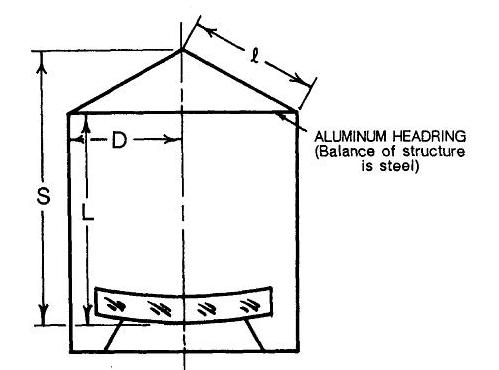 ℓ
D
ALUMINUM HEADRING
(Balance of structure
is steel)
S
L